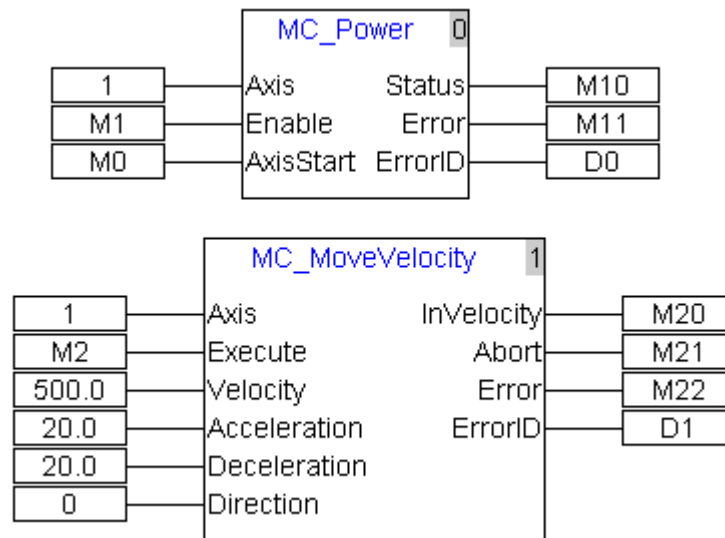 MC_Power 0
1 Axis Status M10
M1 Enable Error M11
M0 AxisStart ErrorID D0
MC_MoveVelocity 1
1 Axis InVelocity M20
M2 Execute Abort M21
500.0 Velocity Error M22
20.0 Acceleration ErrorID D1
20.0 Deceleration
0 Direction